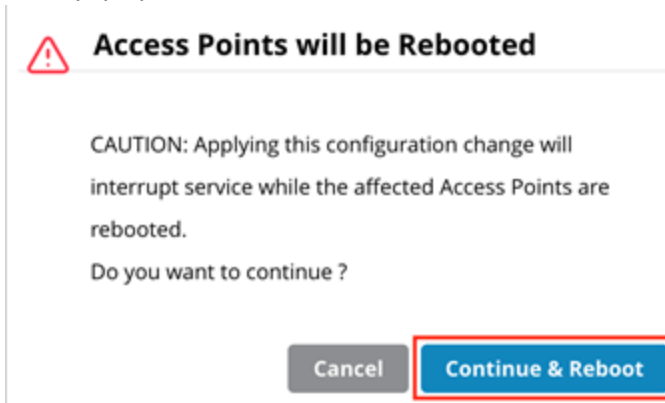 Access Points will be Rebooted
CAUTION: Applying this configuration change will
interrupt service while the affected Access Points are
rebooted.
Do you want to continue ?
Cancel
Continue & Reboot